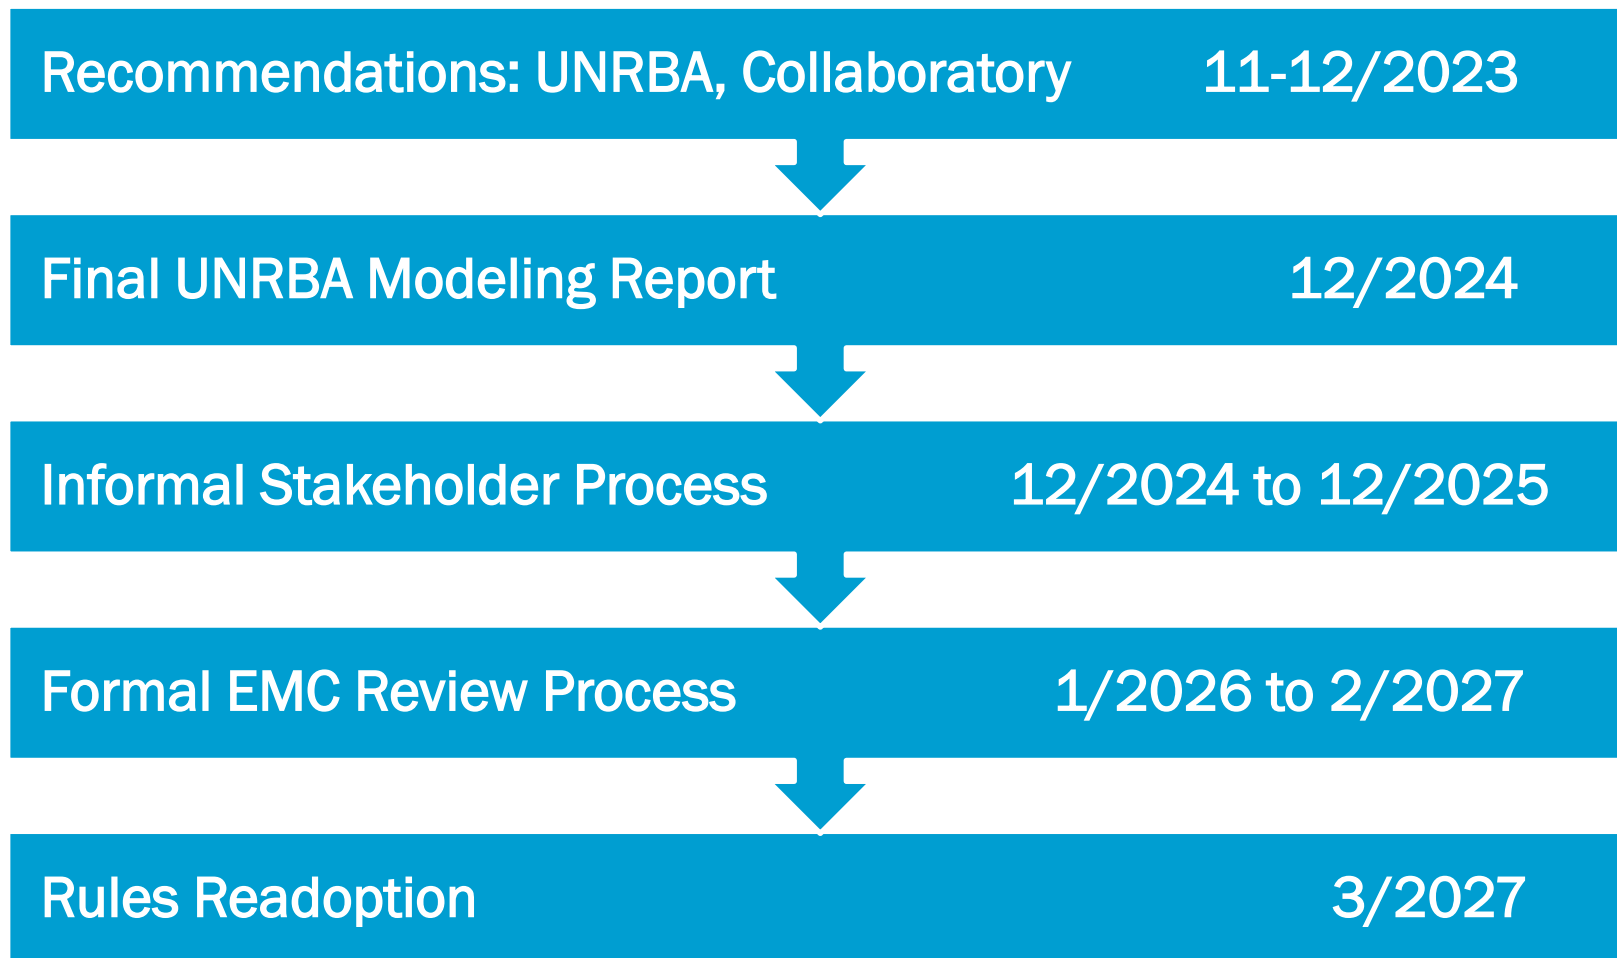 Recommendations: UNRBA, Collaboratory 11-12/2023
Final UNRBA Modeling Report 12/2024
Informal Stakeholder Process 12/2024 to 12/2025
Formal EMC Review Process 1/2026 to 2/2027
Rules Readoption 3/2027